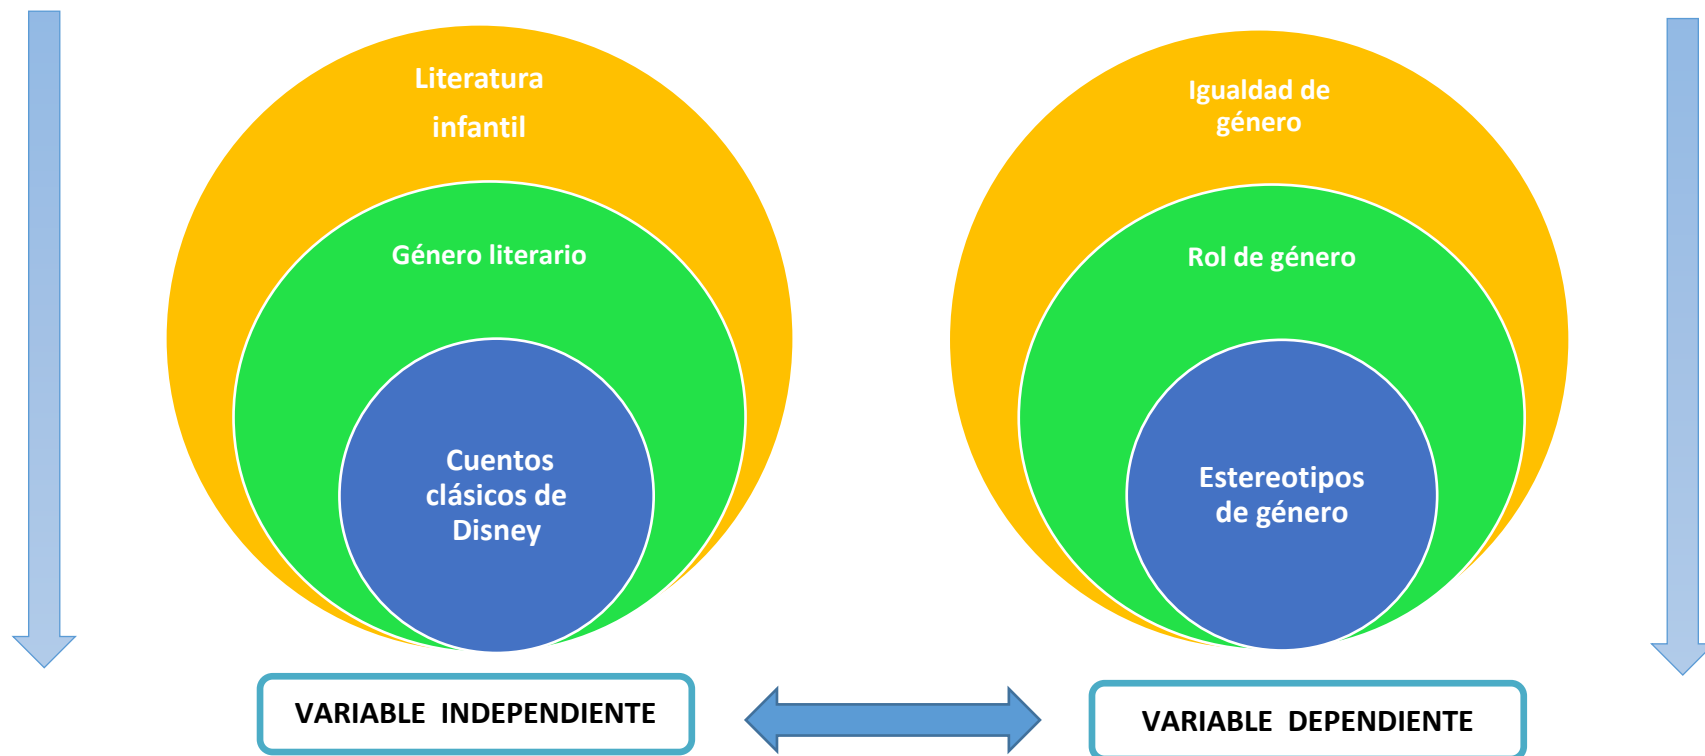 Literatura
infantil
Género literario
Cuentos
clásicos de
Disney
VARIABLE INDEPENDIENTE
Igualdad de
género
Rol de género
Estereotipos
de género
VARIABLE DEPENDIENTE